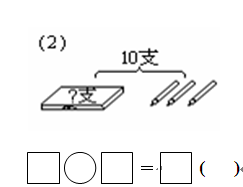 (2)
10支
?支
= ( )